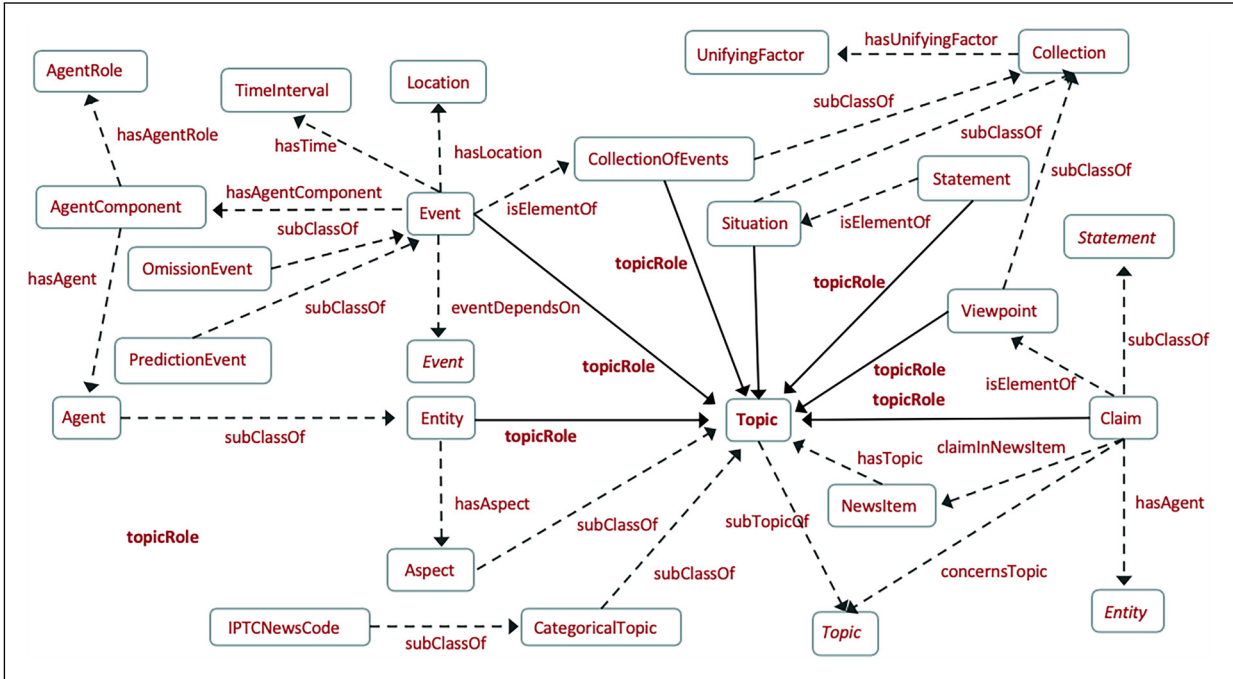 hasUnifyingFactor
UnifyingFactor
Collection
AgentRole
TimeInterval
Location
subClassOf
subClassOf
hasAgentRole
hasTime
hasLocation
CollectionOfEvents
subClassOf
Statement
hasAgentComponent
AgentComponent
Event
isElementOf
Situation
isElementOf
subClassOf
Statement
OmissionEvent
hasAgent
topicRole
topicRole
subClassOf
eventDependsOn
Viewpoint
PredictionEvent
Event
topicRole
topicRole
isElementOf
subClassOf
topicRole
Agent
subClassOf
Entity
topicRole
Topic
Claim
hasTopic
claimInNewsItem
hasAspect
NewsItem
hasAgent
topicRole
subClassOf
subTopicOf
Aspect
subClassOf
concernsTopic
IPTCNewsCode
subClassOf
CategoricalTopic
Topic
Entity